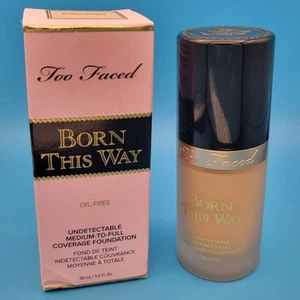 Too Faced
BORN
THIS WAY
OIL-FREE
UNDETECTABLE
MEDIUM-TO-FULL
COVERAGE FOUNDATION
FOND DE TEINT
INDÉTECTABLE COUVRANCE
MOYENNE À TOTALE
Too Faced
BORN
THIS WAY
UNDETECTABLE